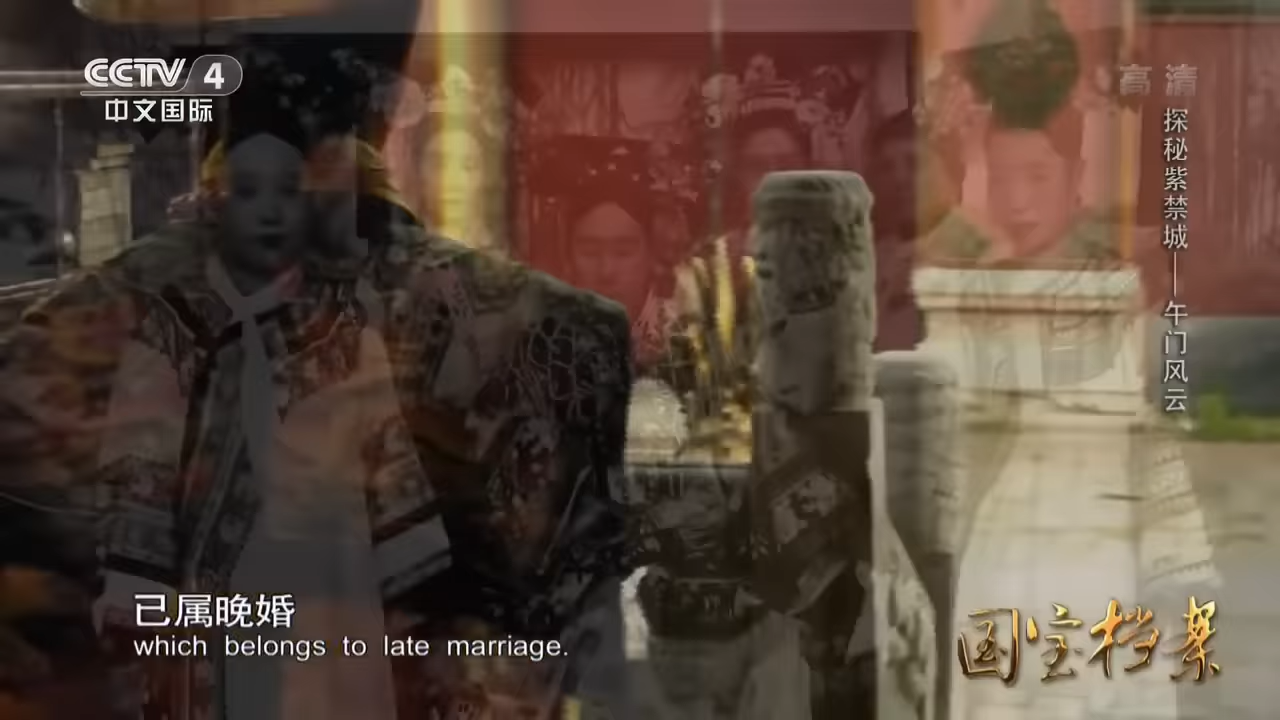 CCTV 4
中文国际
高清
探秘紫禁城——午门风云
已属晚婚
which belongs to late marriage.
国宝档案